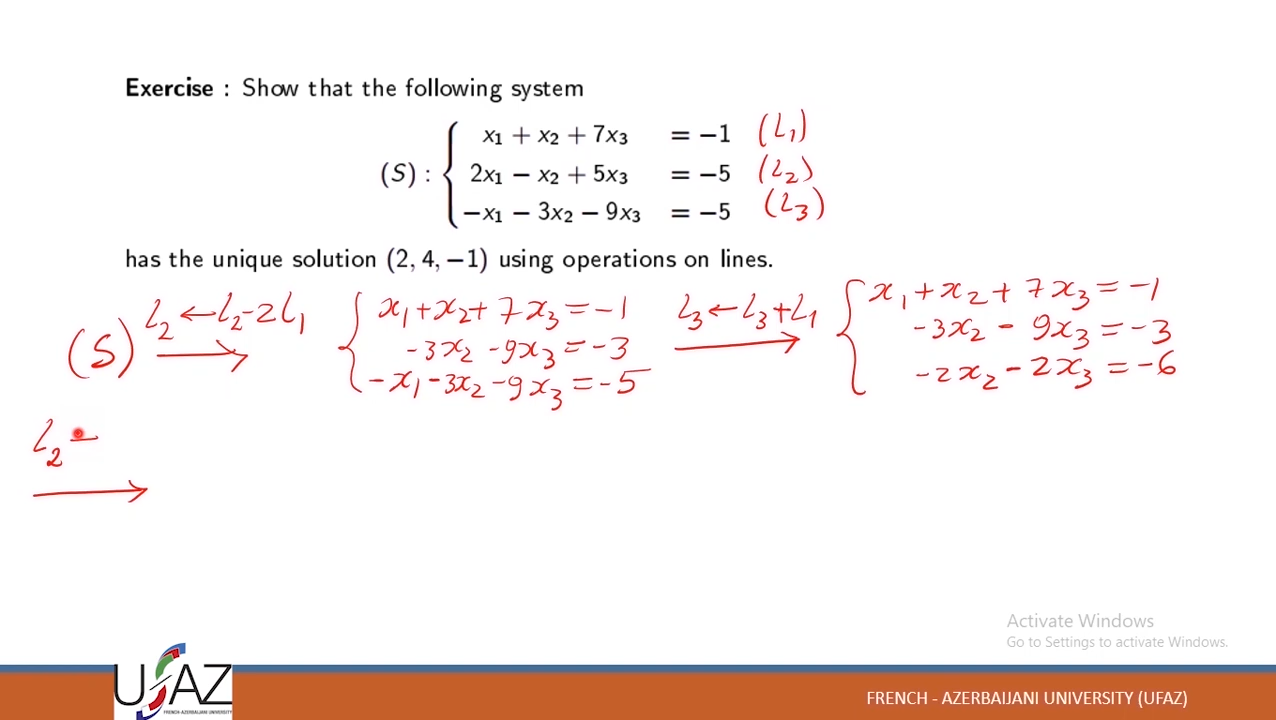 Exercise : Show that the following system
x₁ + x₂ + 7x₃ = −1 (L₁)
(S) : 2x₁ − x₂ + 5x₃ = −5 (L₂)
−x₁ − 3x₂ − 9x₃ = −5 (L₃)
has the unique solution (2, 4, −1) using operations on lines.
(S) L₂ ← L₂-2L₁
x₁+x₂+7x₃=-1
-3x₂-9x₃=-3
-x₁-3x₂-9x₃=-5
L₃ ← L₃+L₁
x₁+x₂+7x₃=-1
-3x₂-9x₃=-3
-2x₂-2x₃=-6
L₂
Activate Windows
Go to Settings to activate Windows.
UFAZ
FRENCH - AZERBAIJANI UNIVERSITY (UFAZ)